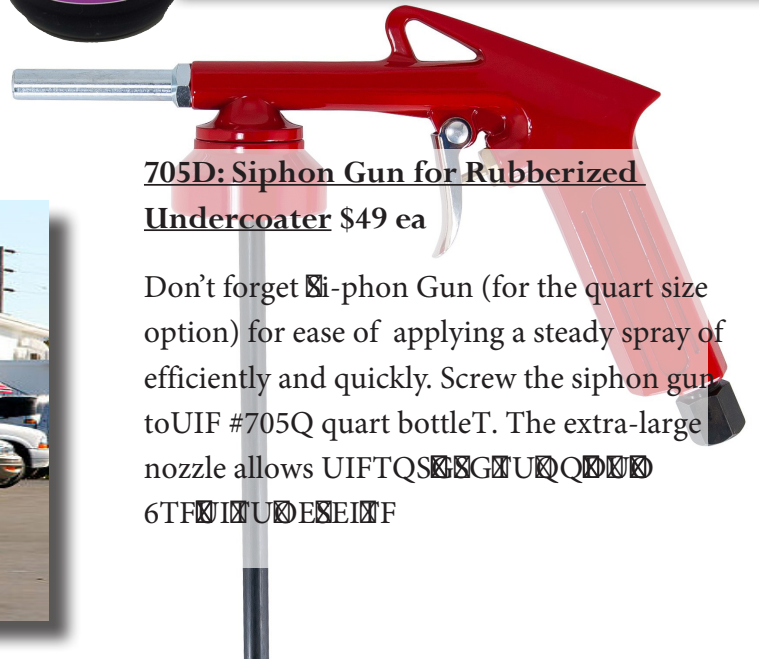 705D: Siphon Gun for Rubberized
Undercoater $49 ea
Don’t forget i-phon Gun (for the quart size
option) for ease of applying a steady spray of
efficiently and quickly. Screw the siphon gun
toUIF #705Q quart bottleT. The extra-large
nozzle allows